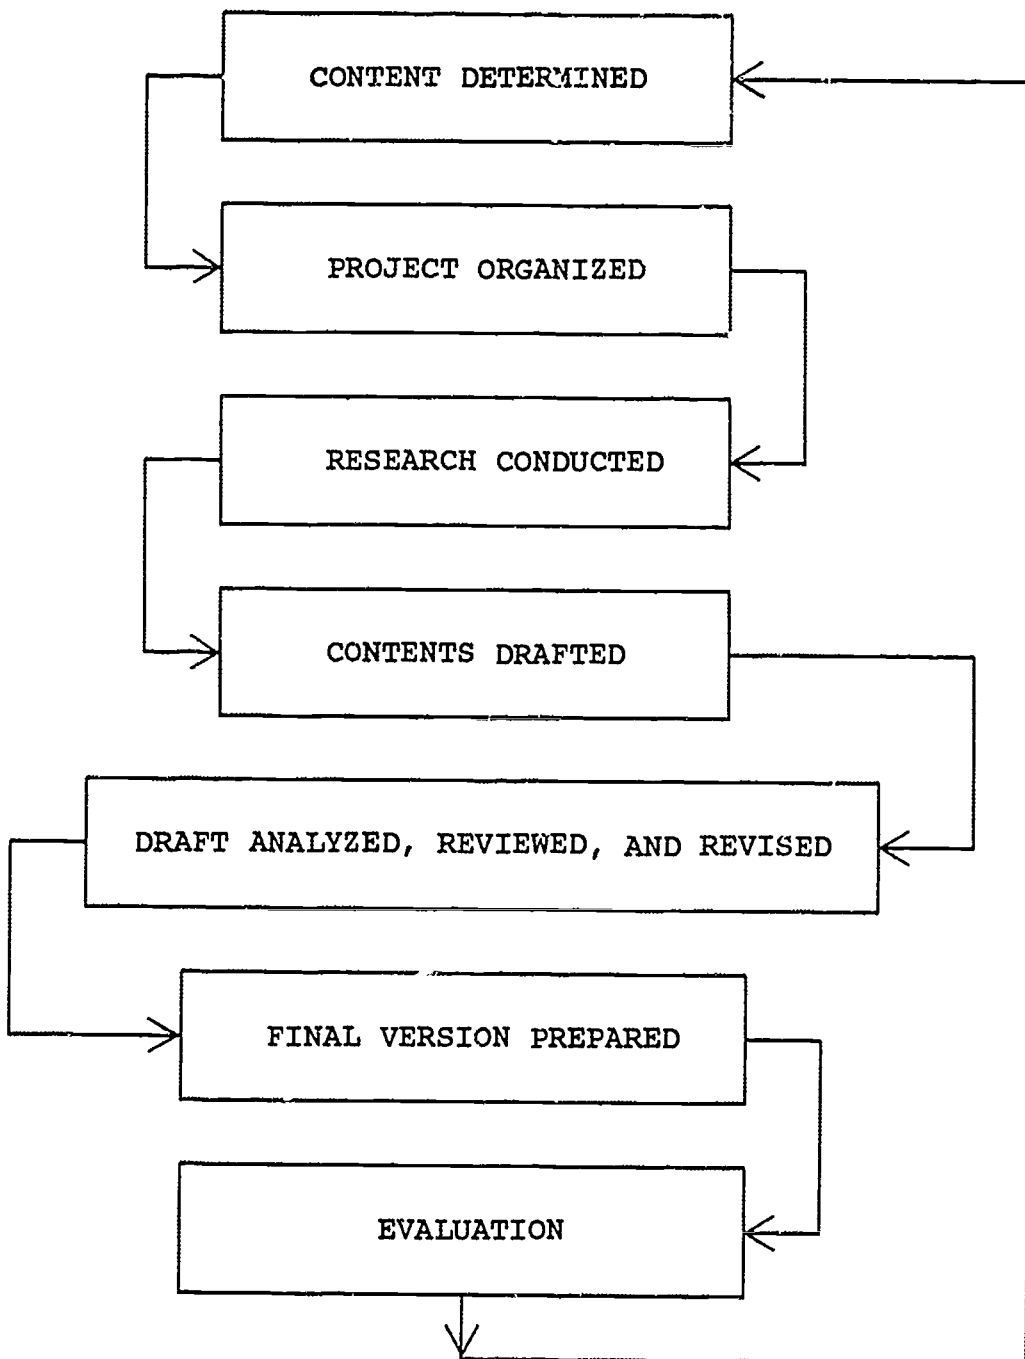 CONTENT DETERMINED
PROJECT ORGANIZED
RESEARCH CONDUCTED
CONTENTS DRAFTED
DRAFT ANALYZED, REVIEWED, AND REVISED
FINAL VERSION PREPARED
EVALUATION